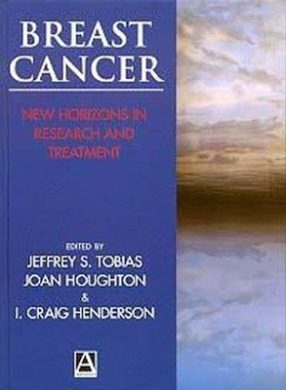 BREAST
CANCER
NEW HORIZONS IN
RESEARCH AND
TREATMENT
EDITED BY
JEFFREY S. TOBIAS
JOAN HOUGHTON
&
I. CRAIG HENDERSON
A